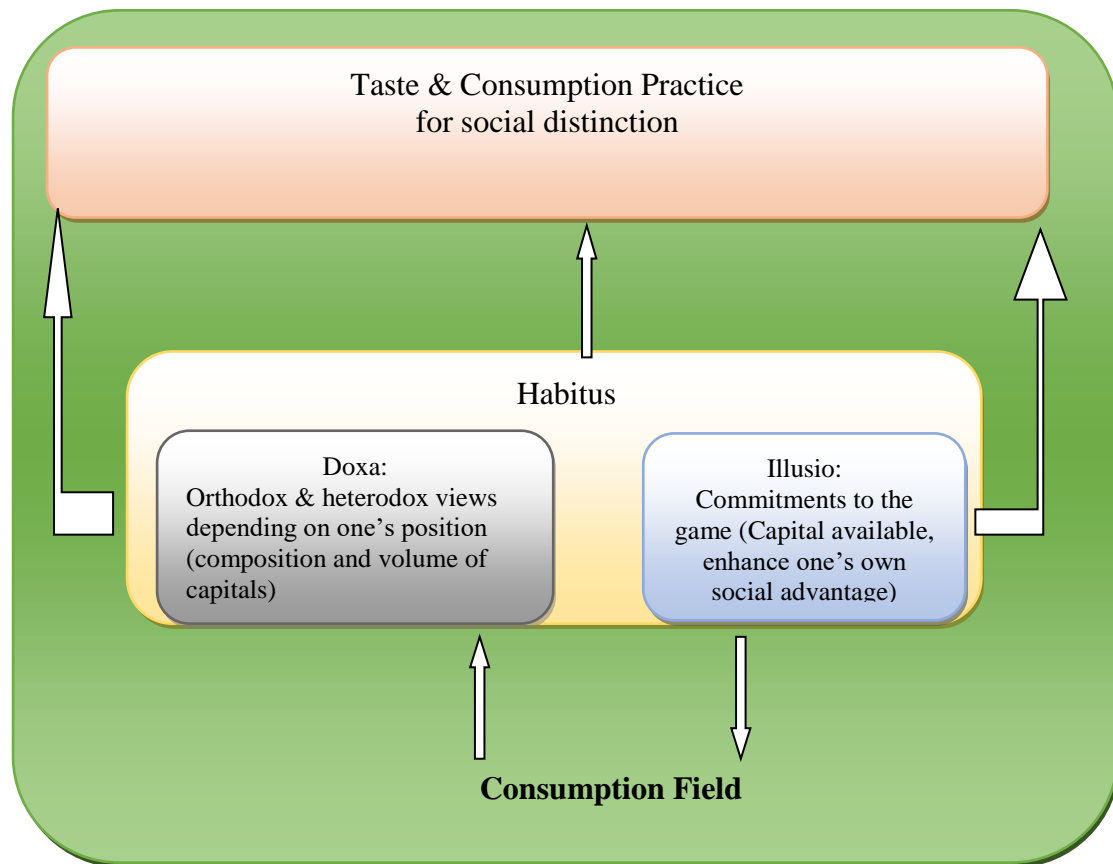 Taste & Consumption Practice
for social distinction
Habitus
Doxa:
Orthodox & heterodox views
depending on one’s position
(composition and volume of
capitals)
Illusio:
Commitments to the
game (Capital available,
enhance one’s own
social advantage)
Consumption Field